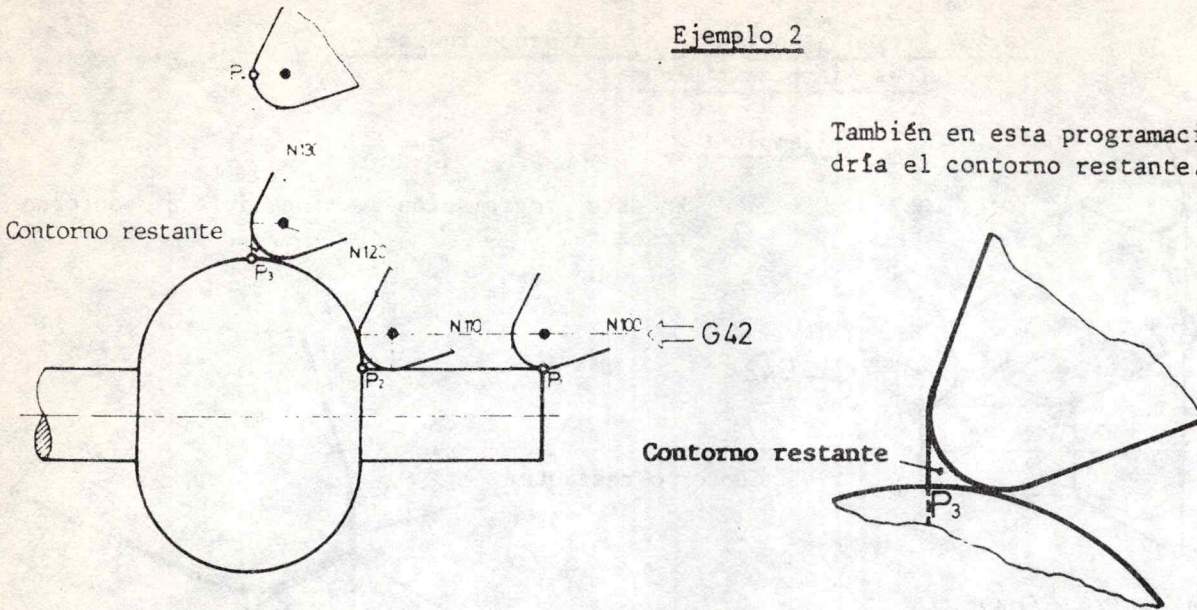 Ejemplo 2
P₄
También en esta programaci
dría el contorno restante.
N130
Contorno restante
P₃
N120
N110
N100
G42
P₂
P₁
Contorno restante
P₃